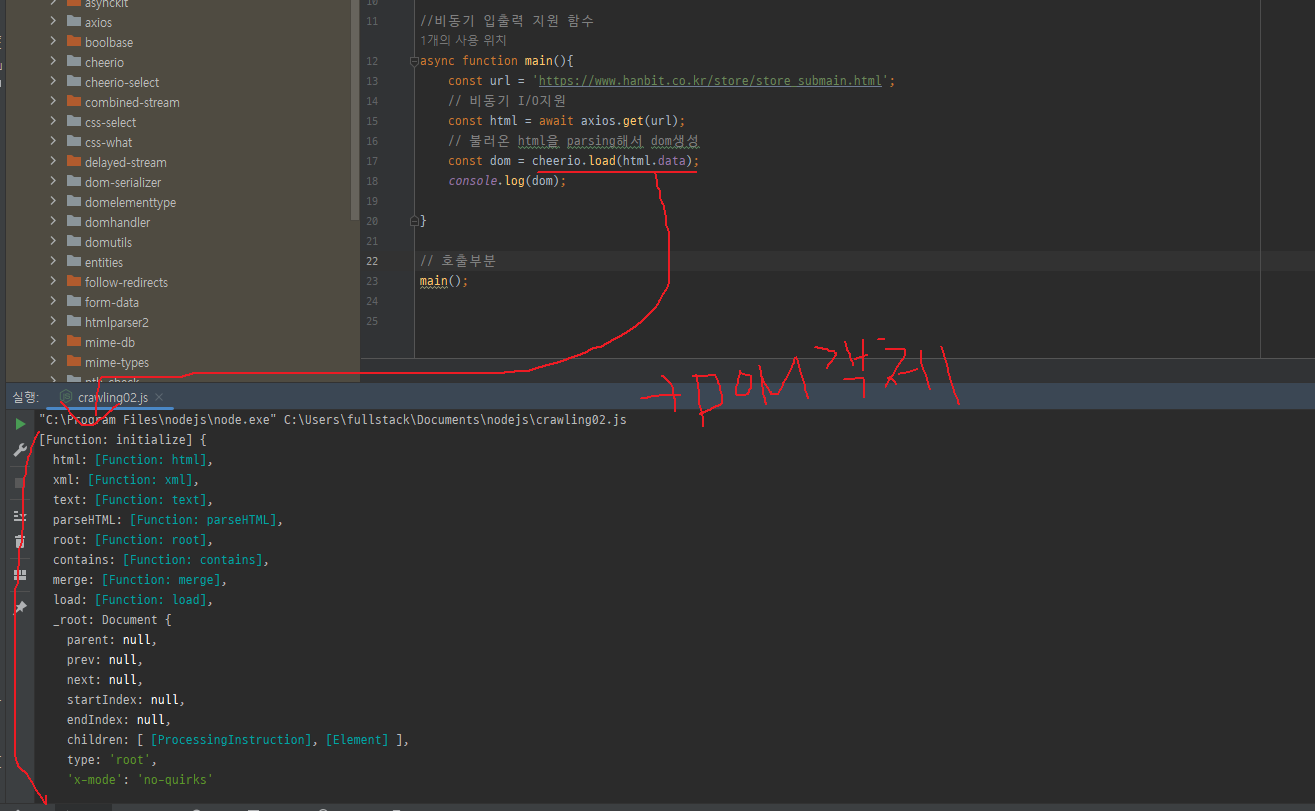 asynckit
axios
boolbase
cheerio
cheerio-select
combined-stream
css-select
css-what
delayed-stream
dom-serializer
domelementtype
domhandler
domutils
entities
follow-redirects
form-data
htmlparser2
mime-db
mime-types
nth-check
10
11 //비동기 입출력 지원 함수
1개의 사용 위치
12 async function main(){
13 const url = 'https://www.hanbit.co.kr/store/store_submain.html';
14 // 비동기 I/O지원
15 const html = await axios.get(url);
16 // 불러온 html을 parsing해서 dom생성
17 const dom = cheerio.load(html.data);
18 console.log(dom);
19
20 }
21
22 // 호출부분
23 main();
24
25
DOM객체
실행: crawling02.js
"C:\Program Files\nodejs\node.exe" C:\Users\fullstack\Documents\nodejs\crawling02.js
[Function: initialize] {
html: [Function: html],
xml: [Function: xml],
text: [Function: text],
parseHTML: [Function: parseHTML],
root: [Function: root],
contains: [Function: contains],
merge: [Function: merge],
load: [Function: load],
_root: Document {
parent: null,
prev: null,
next: null,
startIndex: null,
endIndex: null,
children: [ [ProcessingInstruction], [Element] ],
type: 'root',
'x-mode': 'no-quirks'